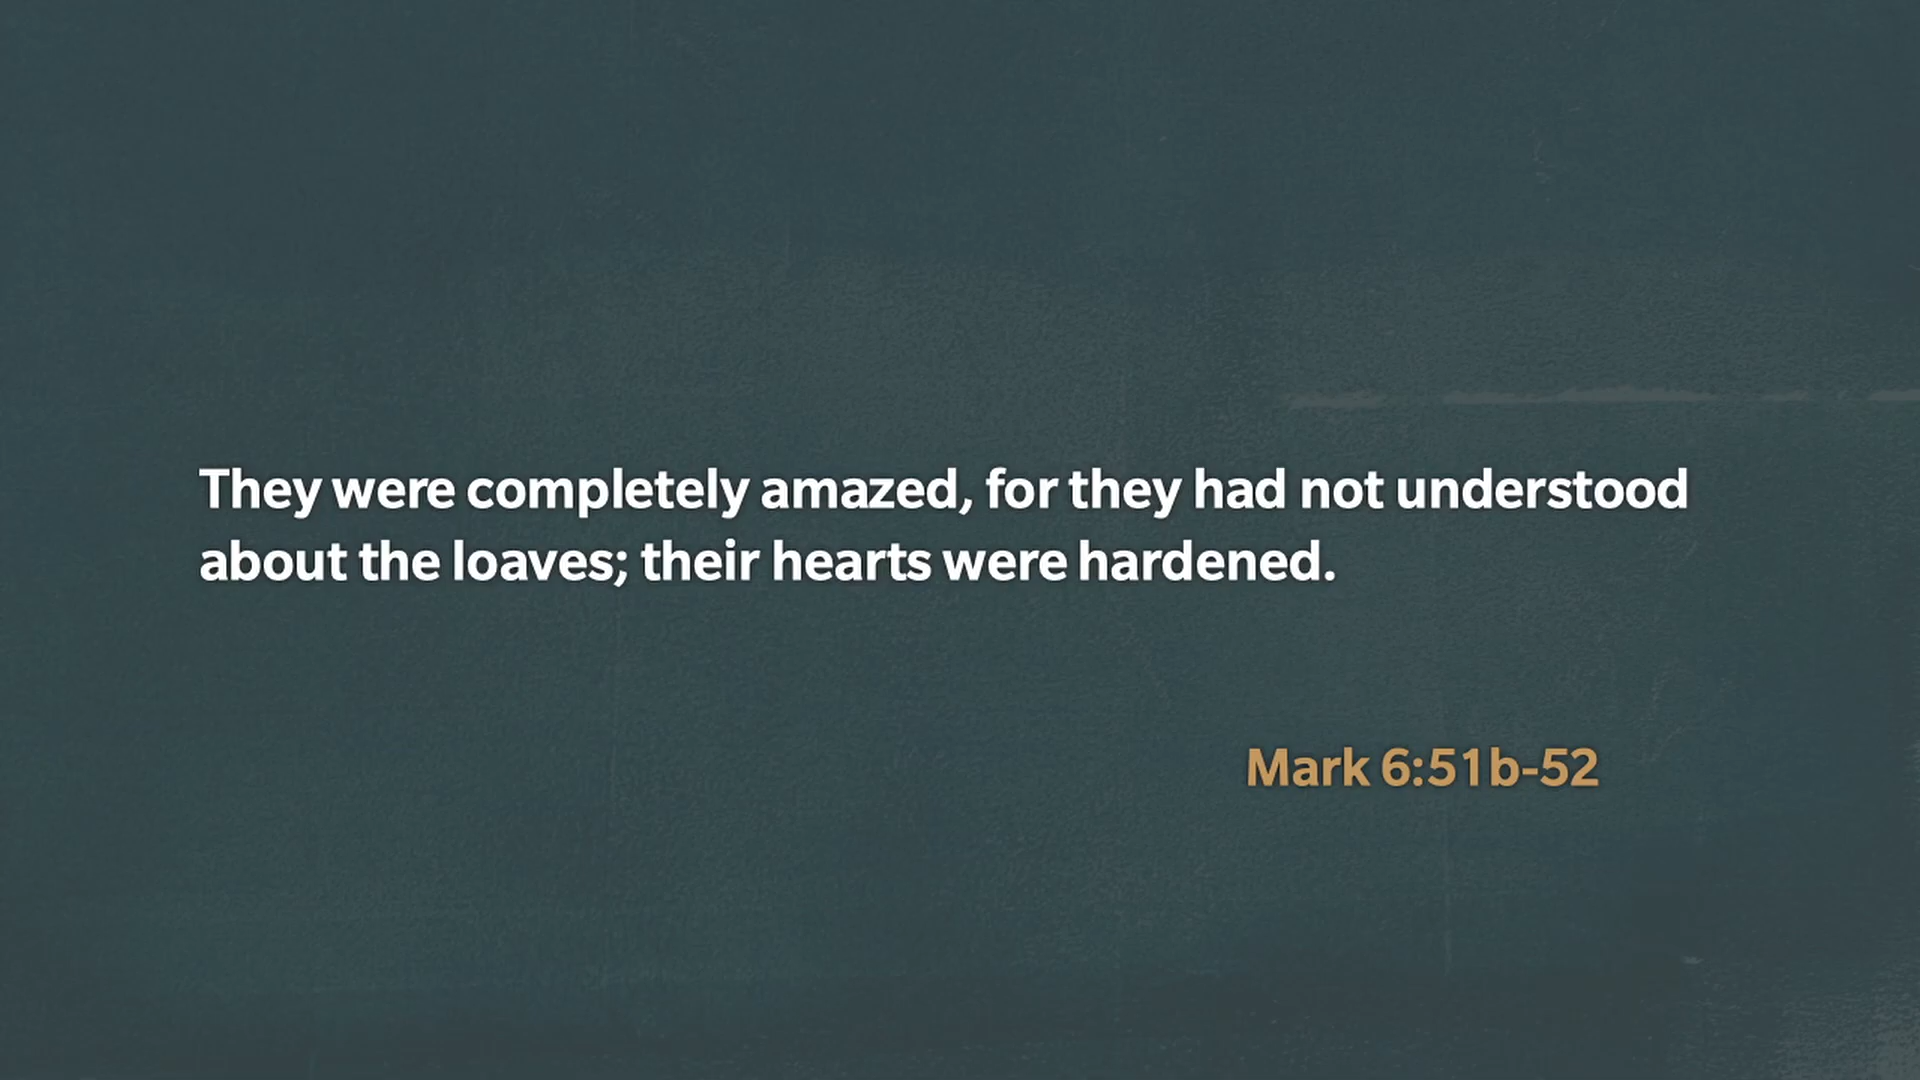 They were completely amazed, for they had not understood
about the loaves; their hearts were hardened.
Mark 6:51b-52